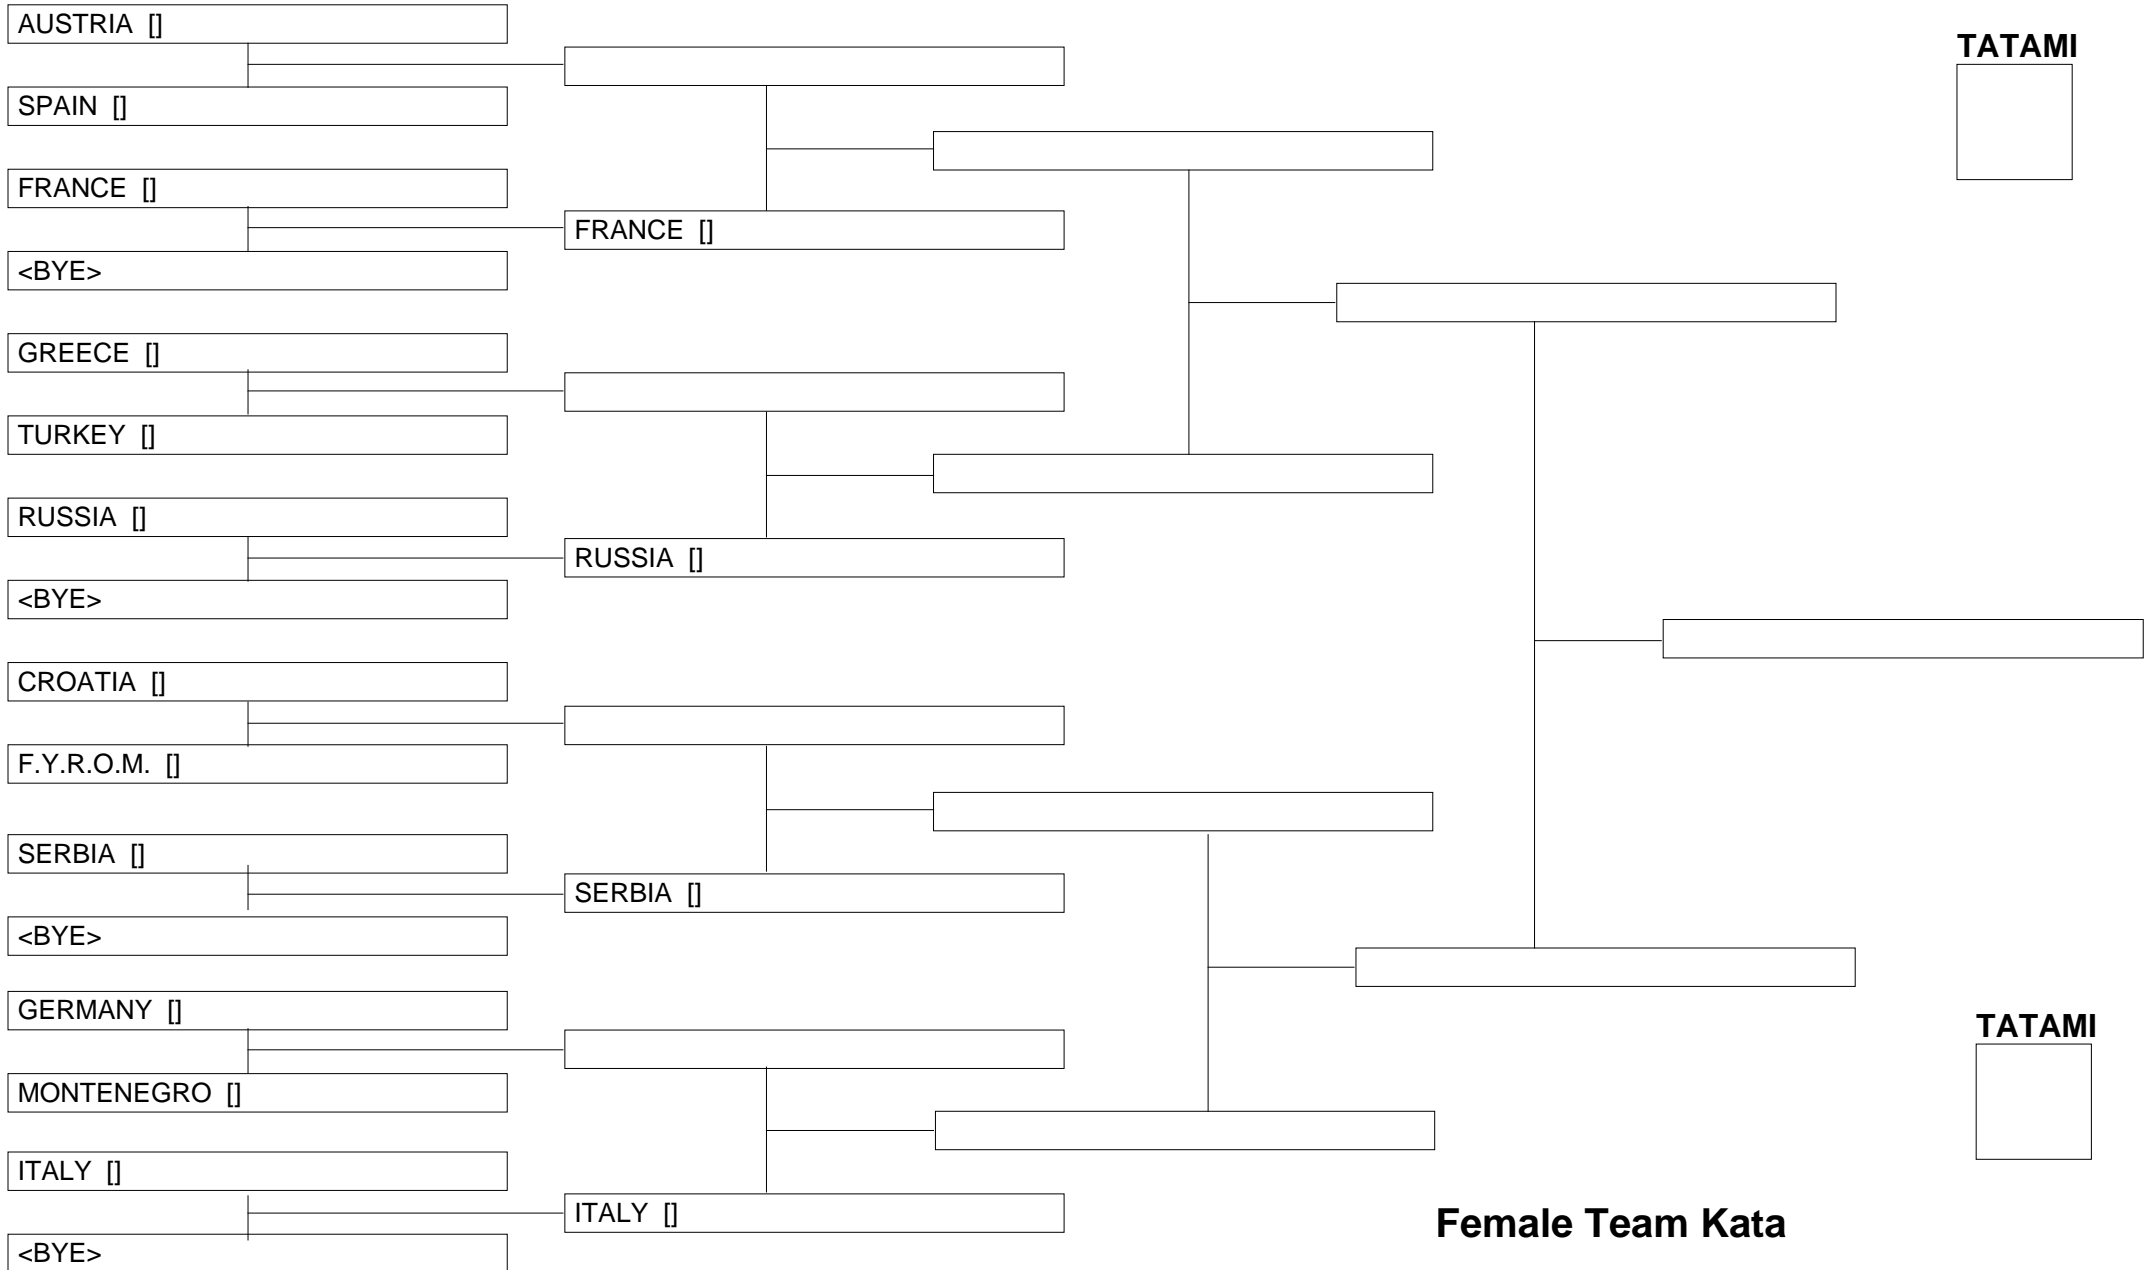 AUSTRIA []
TATAMI
SPAIN []
FRANCE []
FRANCE []
<BYE>
GREECE []
TURKEY []
RUSSIA []
RUSSIA []
<BYE>
CROATIA []
F.Y.R.O.M. []
SERBIA []
SERBIA []
<BYE>
GERMANY []
TATAMI
MONTENEGRO []
ITALY []
ITALY []
Female Team Kata
<BYE>